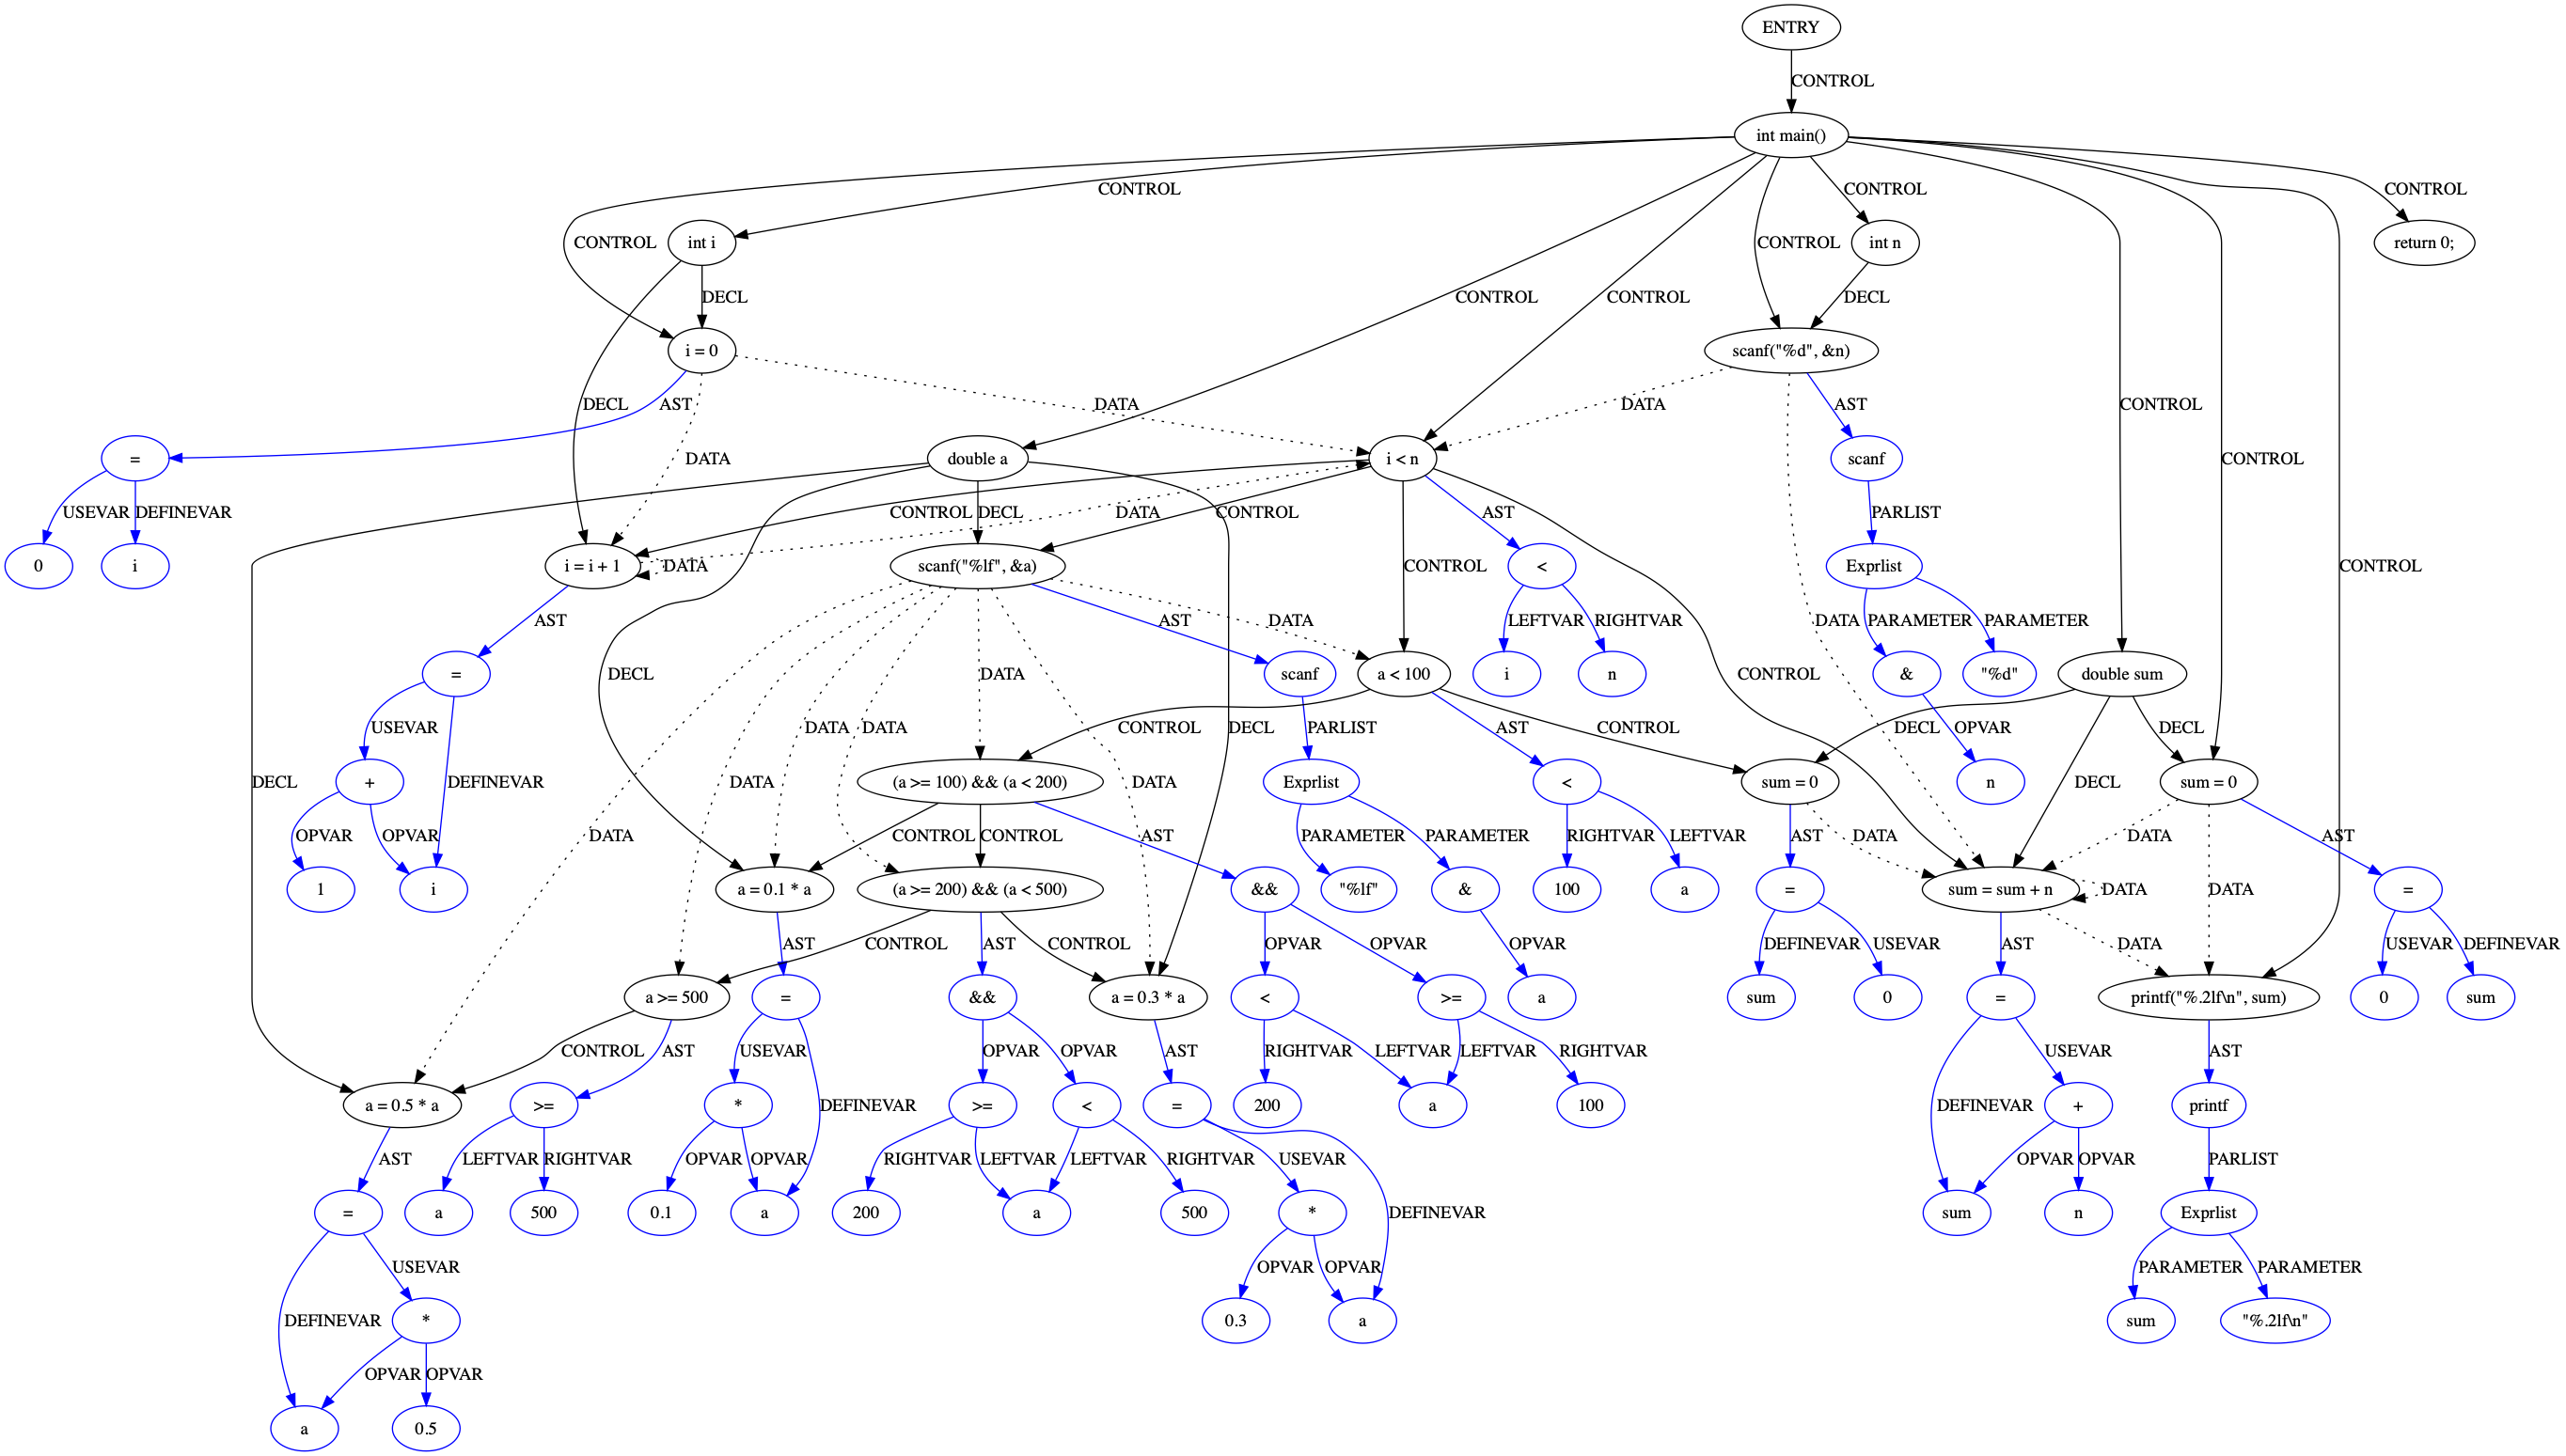 ENTRY
CONTROL
int main()
CONTROL
CONTROL
CONTROL
int i
CONTROL
CONTROL
int n
return 0;
DECL
CONTROL
CONTROL
DECL
i = 0
scanf("%d", &n)
DECL
AST
DATA
DATA
AST
CONTROL
=
DATA
double a
i < n
scanf
CONTROL
USEVAR
DEFINEVAR
CONTROL
DECL
DATA
CONTROL
AST
PARLIST
0
i
i = i + 1
DATA
scanf("%lf", &a)
CONTROL
<
Exprlist
CONTROL
AST
AST
DATA
LEFTVAR
RIGHTVAR
DATA
PARAMETER
PARAMETER
=
DECL
DATA
scanf
a < 100
i
n
CONTROL
&
"%d"
double sum
USEVAR
DATA
DATA
CONTROL
PARLIST
AST
CONTROL
DECL
DECL
OPVAR
DECL
DECL
+
DEFINEVAR
DATA
(a >= 100) && (a < 200)
DATA
Exprlist
<
sum = 0
DECL
n
sum = 0
OPVAR
OPVAR
DATA
CONTROL
CONTROL
AST
PARAMETER
PARAMETER
RIGHTVAR
LEFTVAR
AST
DATA
DATA
AST
1
i
a = 0.1 * a
(a >= 200) && (a < 500)
&&
"%lf"
&
100
a
=
sum = sum + n
DATA
DATA
=
AST
CONTROL
AST
CONTROL
OPVAR
OPVAR
OPVAR
DEFINEVAR
USEVAR
AST
DATA
USEVAR
DEFINEVAR
a >= 500
=
&&
a = 0.3 * a
<
>=
a
sum
0
=
printf("%.2lf\n", sum)
0
sum
CONTROL
AST
USEVAR
OPVAR
OPVAR
AST
RIGHTVAR
LEFTVAR
LEFTVAR
RIGHTVAR
USEVAR
AST
a = 0.5 * a
>=
*
DEFINEVAR
>=
<
=
200
a
100
DEFINEVAR
+
printf
AST
LEFTVAR
RIGHTVAR
OPVAR
OPVAR
RIGHTVAR
LEFTVAR
LEFTVAR
RIGHTVAR
USEVAR
OPVAR
OPVAR
PARLIST
=
a
500
0.1
a
200
a
500
*
DEFINEVAR
sum
n
Exprlist
USEVAR
OPVAR
OPVAR
PARAMETER
PARAMETER
DEFINEVAR
*
0.3
a
sum
"%.2lf\n"
OPVAR
OPVAR
a
0.5